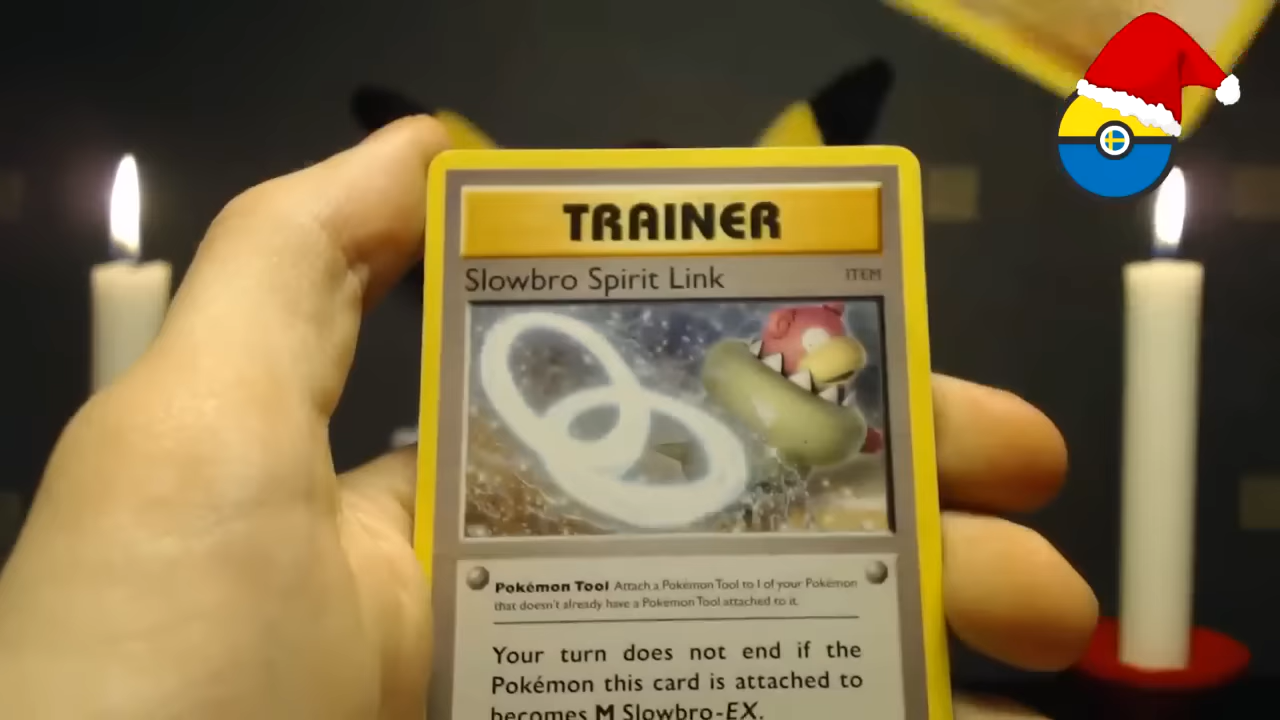 TRAINER
Slowbro Spirit Link ITEM
Pokémon Tool Attach a Pokémon Tool to 1 of your Pokémon
that doesn't already have a Pokémon Tool attached to it.
Your turn does not end if the
Pokémon this card is attached to
becomes M Slowbro-EX.